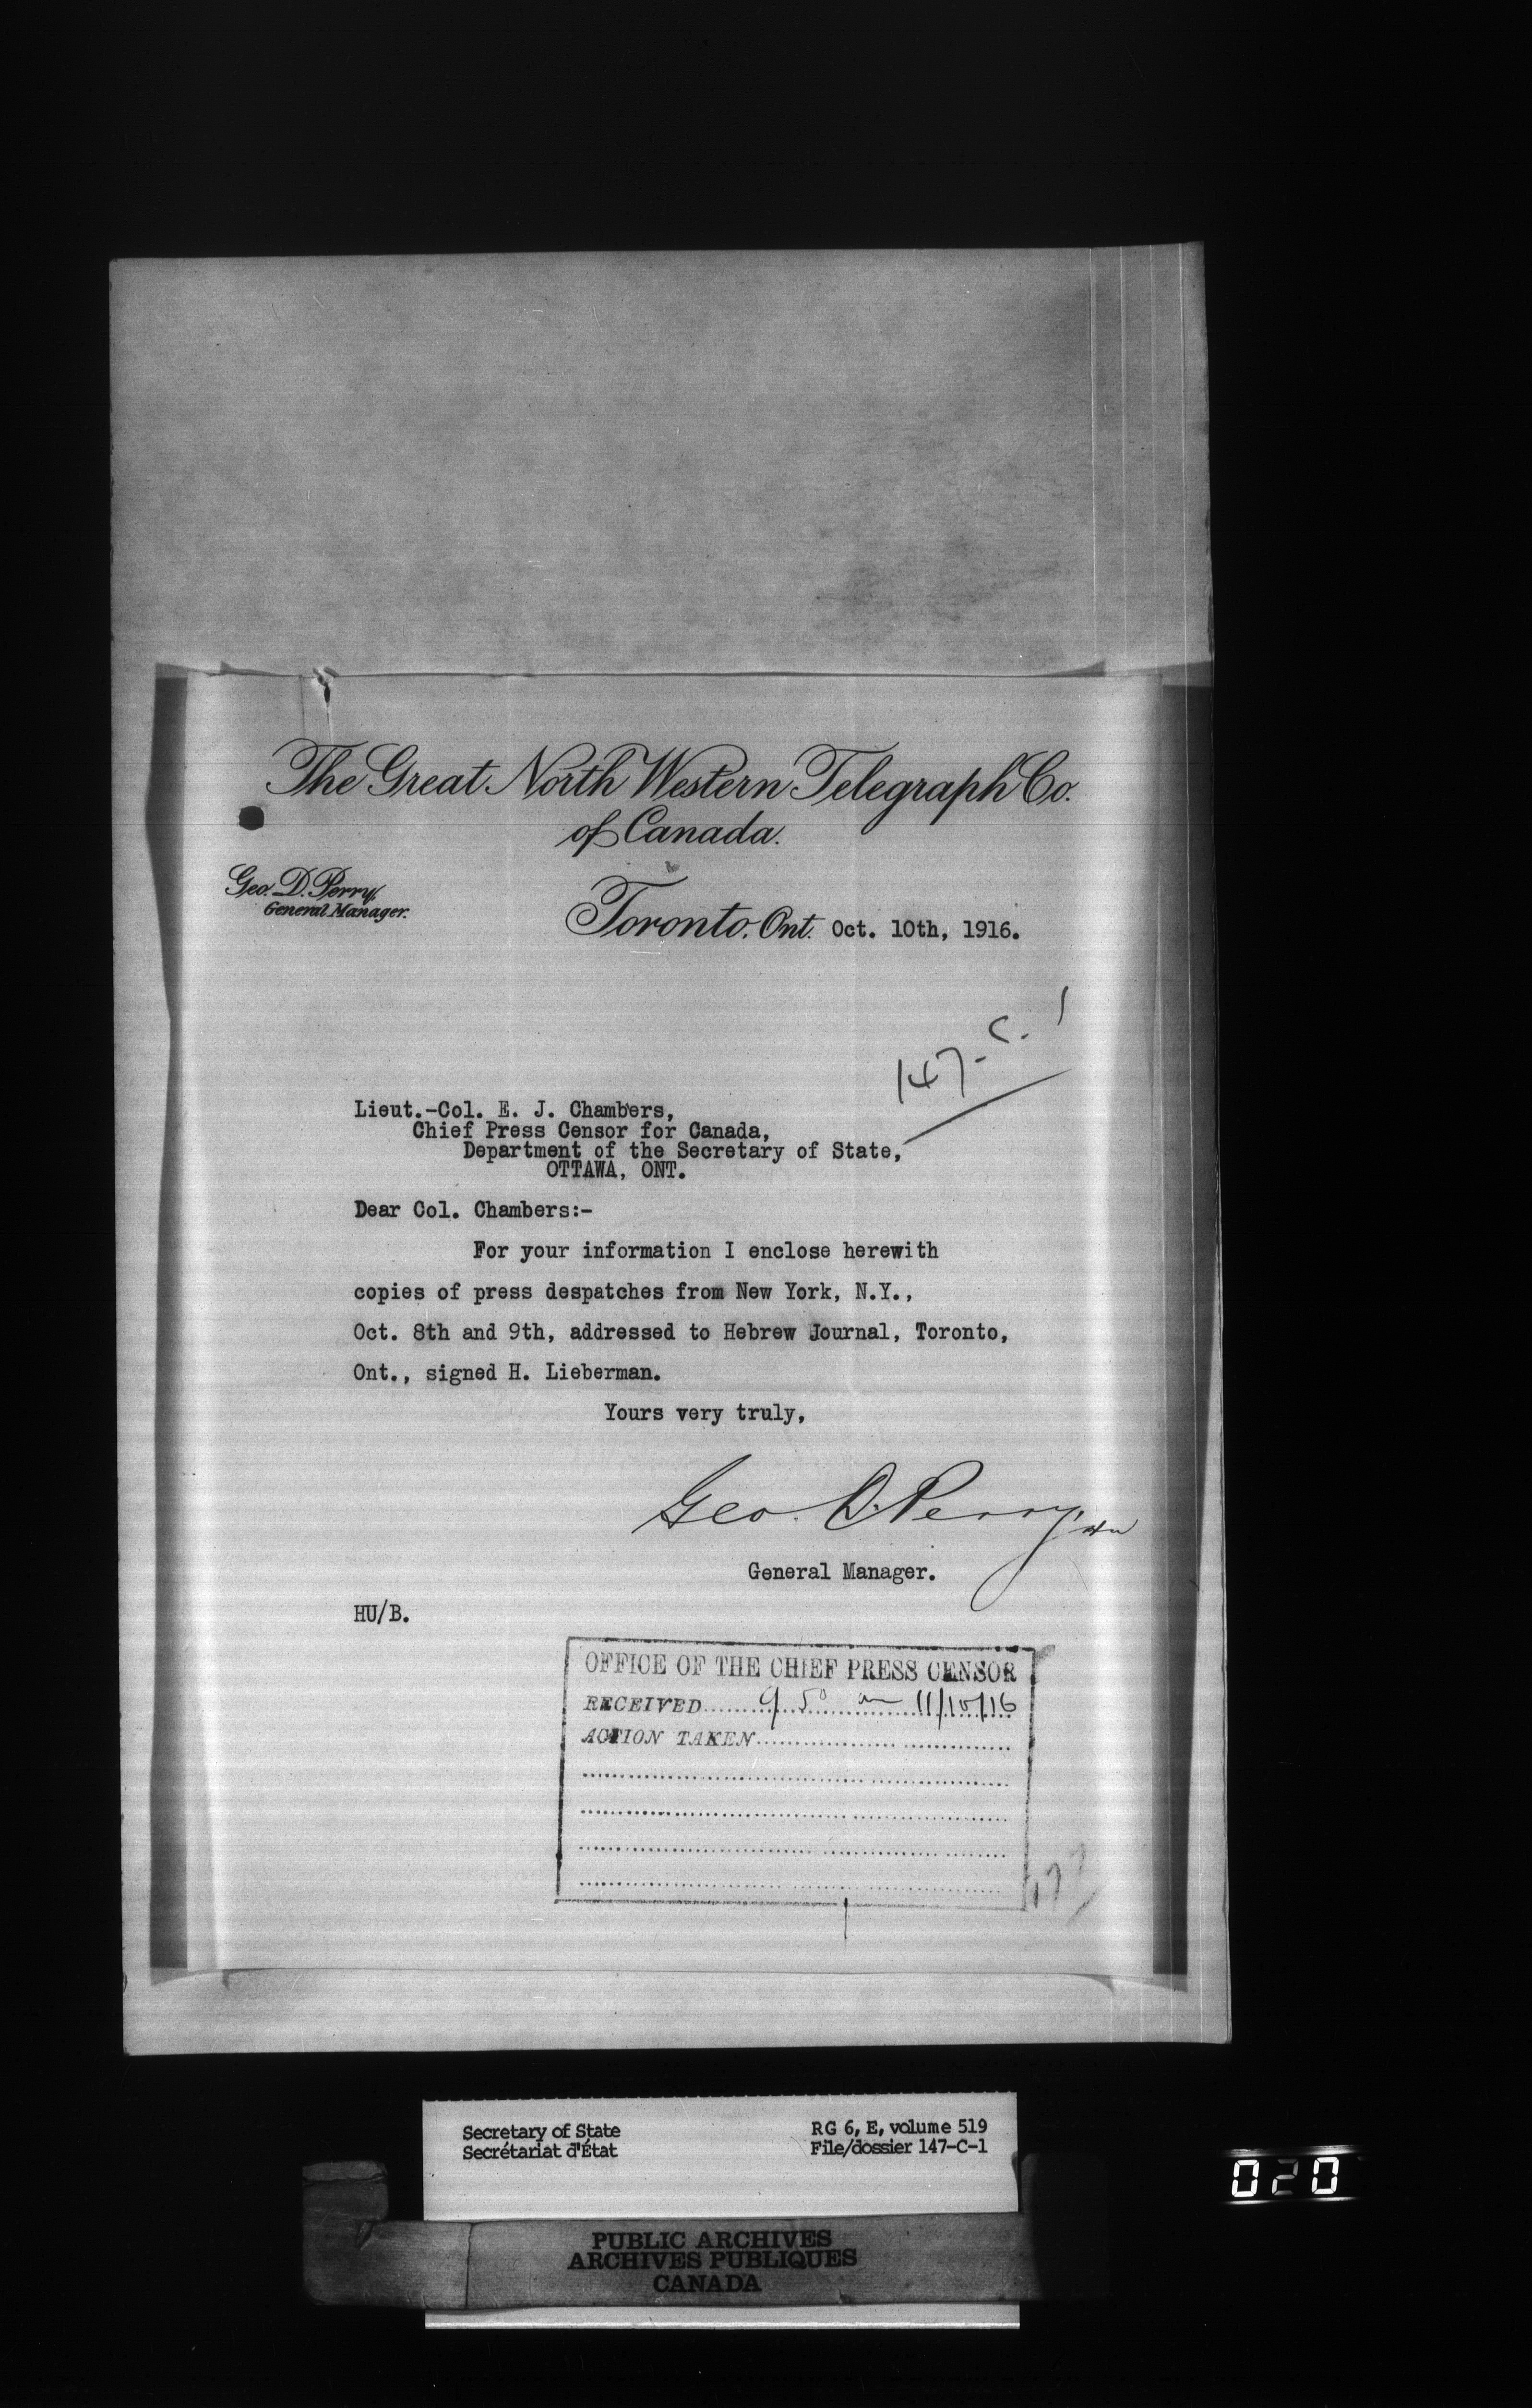 The Great North Western Telegraph Co.
of Canada.
Geo. D. Perry,
General Manager.
Toronto, Ont. Oct. 10th, 1916.
147-C-1
Lieut.-Col. E. J. Chambers,
Chief Press Censor for Canada,
Department of the Secretary of State,
OTTAWA, ONT.
Dear Col. Chambers:-
For your information I enclose herewith
copies of press despatches from New York, N.Y.,
Oct. 8th and 9th, addressed to Hebrew Journal, Toronto,
Ont., signed H. Lieberman.
Yours very truly,
Geo. D. Perry
General Manager.
HU/B.
OFFICE OF THE CHIEF PRESS CENSOR
RECEIVED 9 50 am 11/10/16
ACTION TAKEN
Secretary of State
Secrétariat d'État
RG 6, E, volume 519
File/dossier 147-C-1
PUBLIC ARCHIVES
ARCHIVES PUBLIQUES
CANADA
020